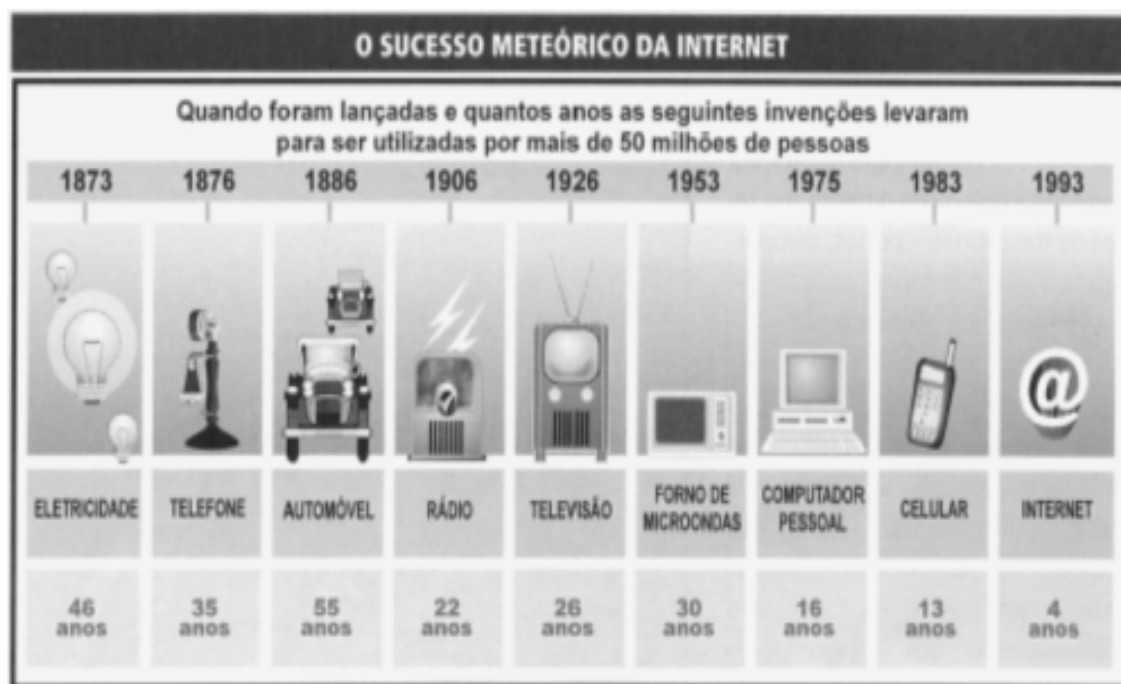 O SUCESSO METEÓRICO DA INTERNET
Quando foram lançadas e quantos anos as seguintes invenções levaram
para ser utilizadas por mais de 50 milhões de pessoas
1873 1876 1886 1906 1926 1953 1975 1983 1993
ELETRICIDADE TELEFONE AUTOMÓVEL RÁDIO TELEVISÃO FORNO DE MICROONDAS COMPUTADOR PESSOAL CELULAR INTERNET
46 anos 35 anos 55 anos 22 anos 26 anos 30 anos 16 anos 13 anos 4 anos